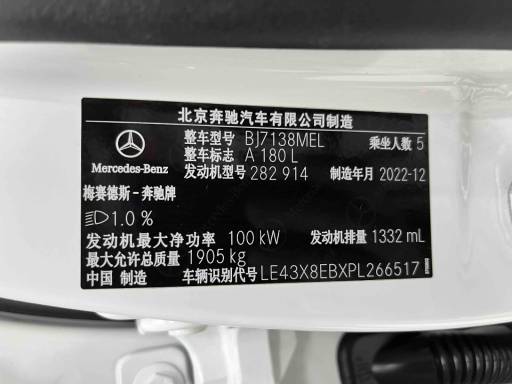 北京奔驰汽车有限公司制造
整车型号 BJ7138MEL 乘坐人数 5
整车标志 A 180 L
Mercedes-Benz
发动机型号 282 914 制造年月 2022-12
梅赛德斯-奔驰牌
1.0 %
发动机最大净功率 100 kW 发动机排量 1332 mL
最大允许总质量 1905 kg
中国 制造 车辆识别代号 LE43X8EBXPL266517